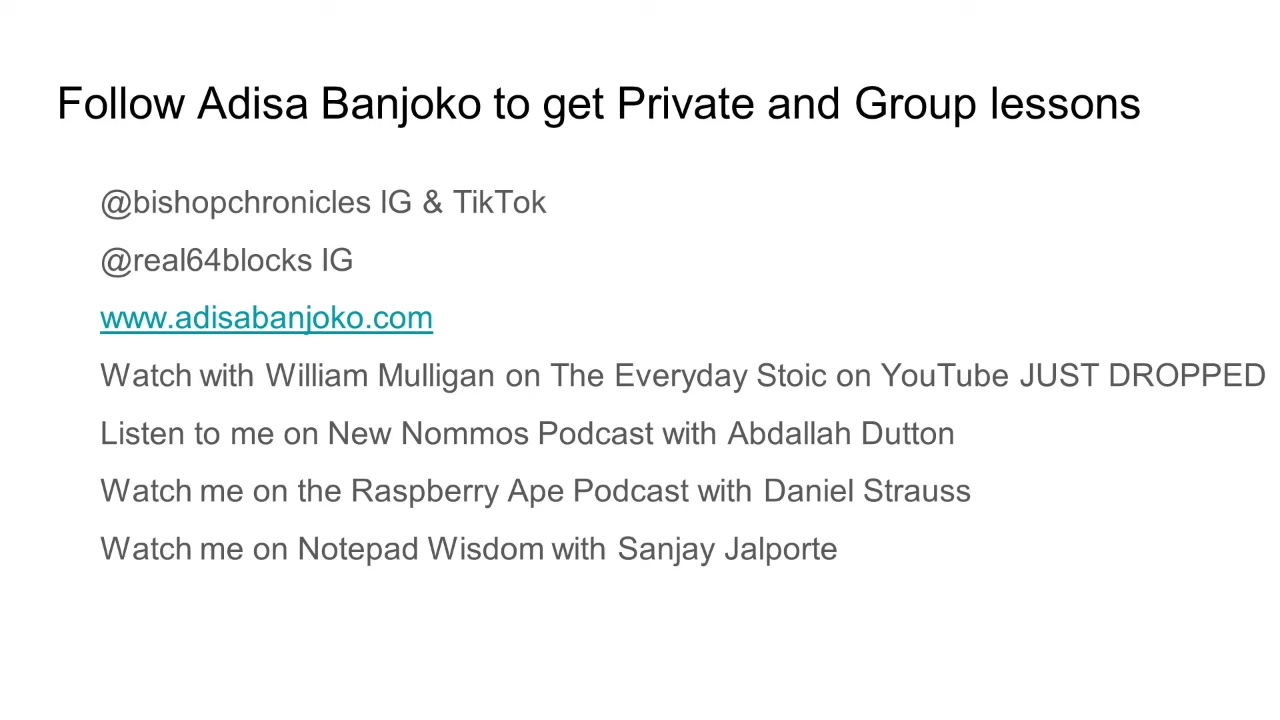 Follow Adisa Banjoko to get Private and Group lessons
@bishopchronicles IG & TikTok
@real64blocks IG
www.adisabanjoko.com
Watch with William Mulligan on The Everyday Stoic on YouTube JUST DROPPED
Listen to me on New Nommos Podcast with Abdallah Dutton
Watch me on the Raspberry Ape Podcast with Daniel Strauss
Watch me on Notepad Wisdom with Sanjay Jalporte